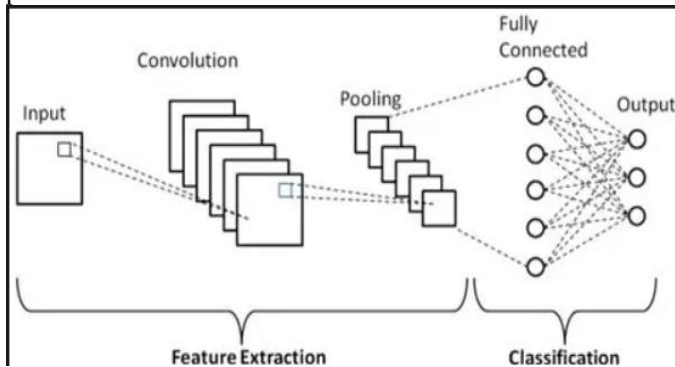 Fully
Connected
Convolution
Pooling
Input
Output
Feature Extraction
Classification